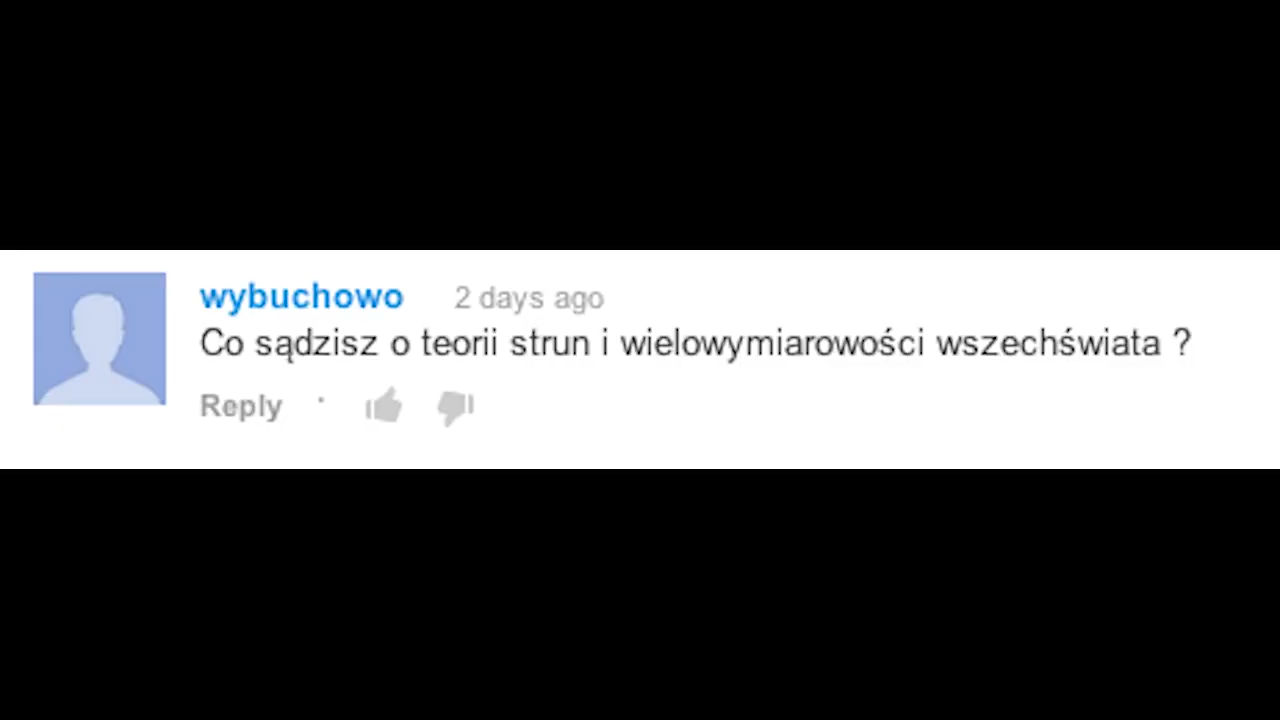 wybuchowo 2 days ago
Co sądzisz o teorii strun i wielowymiarowości wszechświata ?
Reply